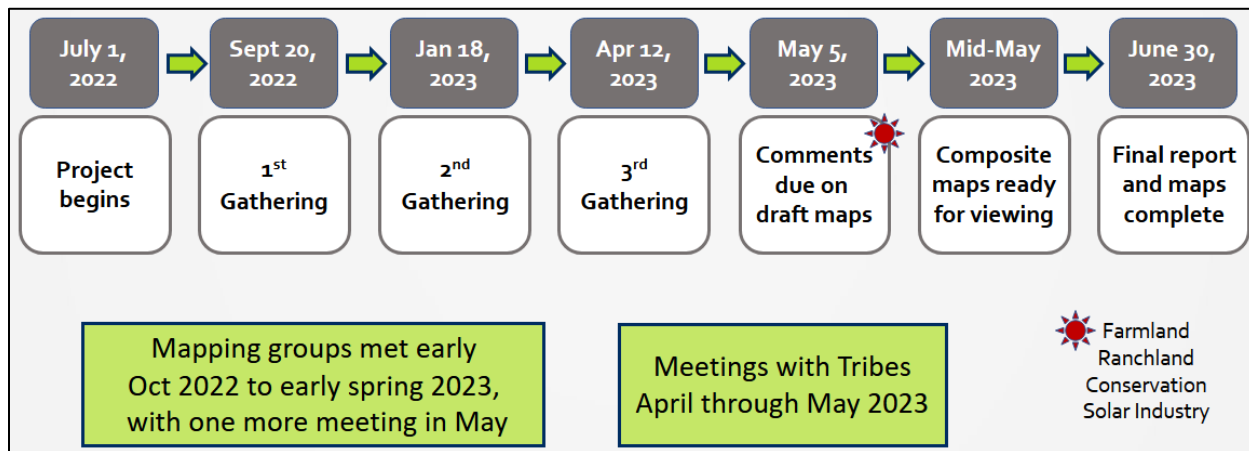 July 1,
2022
Sept 20,
2022
Jan 18,
2023
Apr 12,
2023
May 5,
2023
Mid-May
2023
June 30,
2023
Project
begins
1st
Gathering
2nd
Gathering
3rd
Gathering
Comments
due on
draft maps
Composite
maps ready
for viewing
Final report
and maps
complete
Mapping groups met early
Oct 2022 to early spring 2023,
with one more meeting in May
Meetings with Tribes
April through May 2023
Farmland
Ranchland
Conservation
Solar Industry